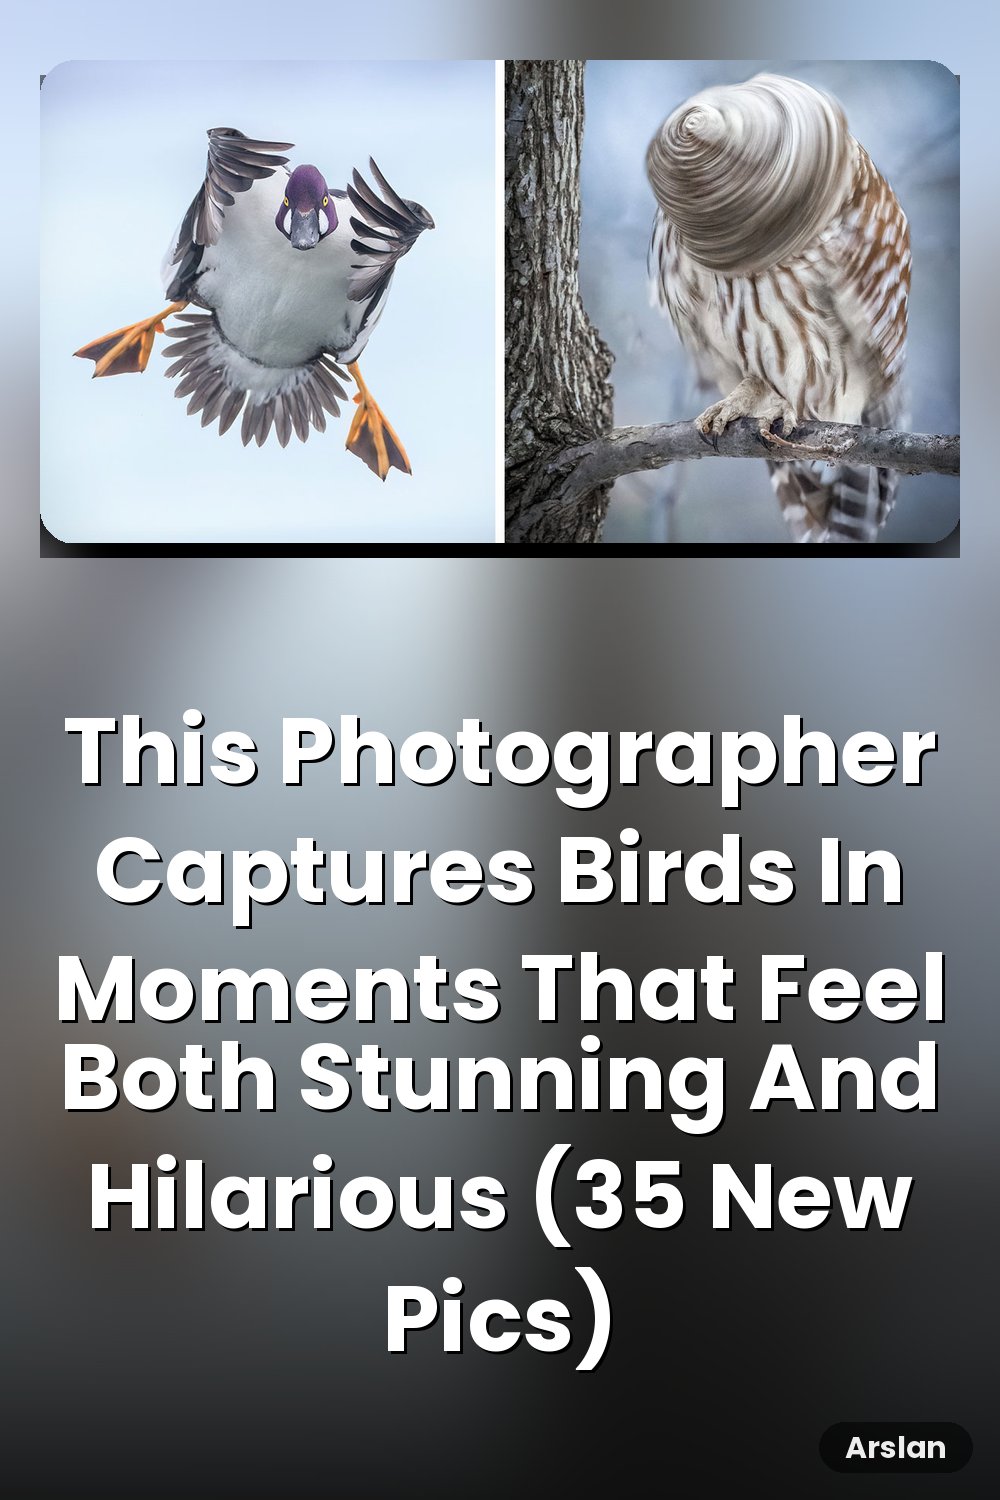 This Photographer
Captures Birds In
Moments That Feel
Both Stunning And
Hilarious (35 New
Pics)
Arslan